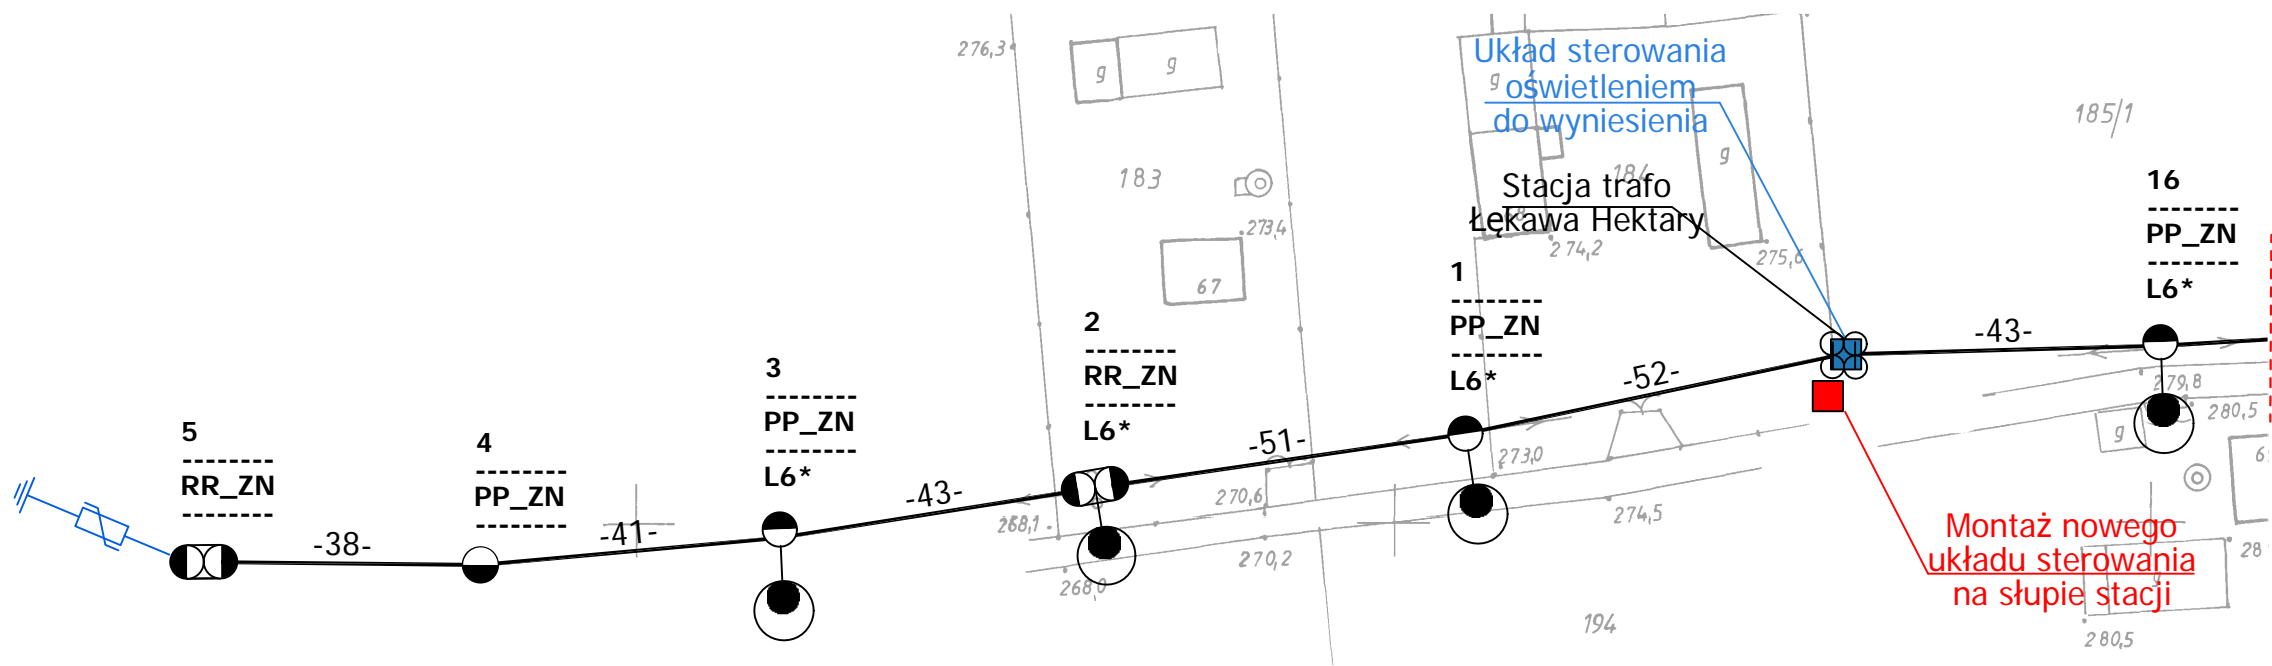 276,3
g
g
183
273,4
67
Układ sterowania
oświetleniem
do wyniesienia
g
g
184
Stacja trafo
Łękawa Hektary
68
274,2
275,6
185/1
16
--------
PP_ZN
--------
L6*
1
--------
PP_ZN
--------
L6*
2
--------
RR_ZN
--------
L6*
3
--------
PP_ZN
--------
L6*
4
--------
PP_ZN
--------
5
--------
RR_ZN
--------
-38-
-41-
-43-
-51-
-52-
-43-
268,1
268,0
270,6
270,2
273,0
274,5
279,8
280,5
g
194
Montaż nowego
układu sterowania
na słupie stacji
g
280,5